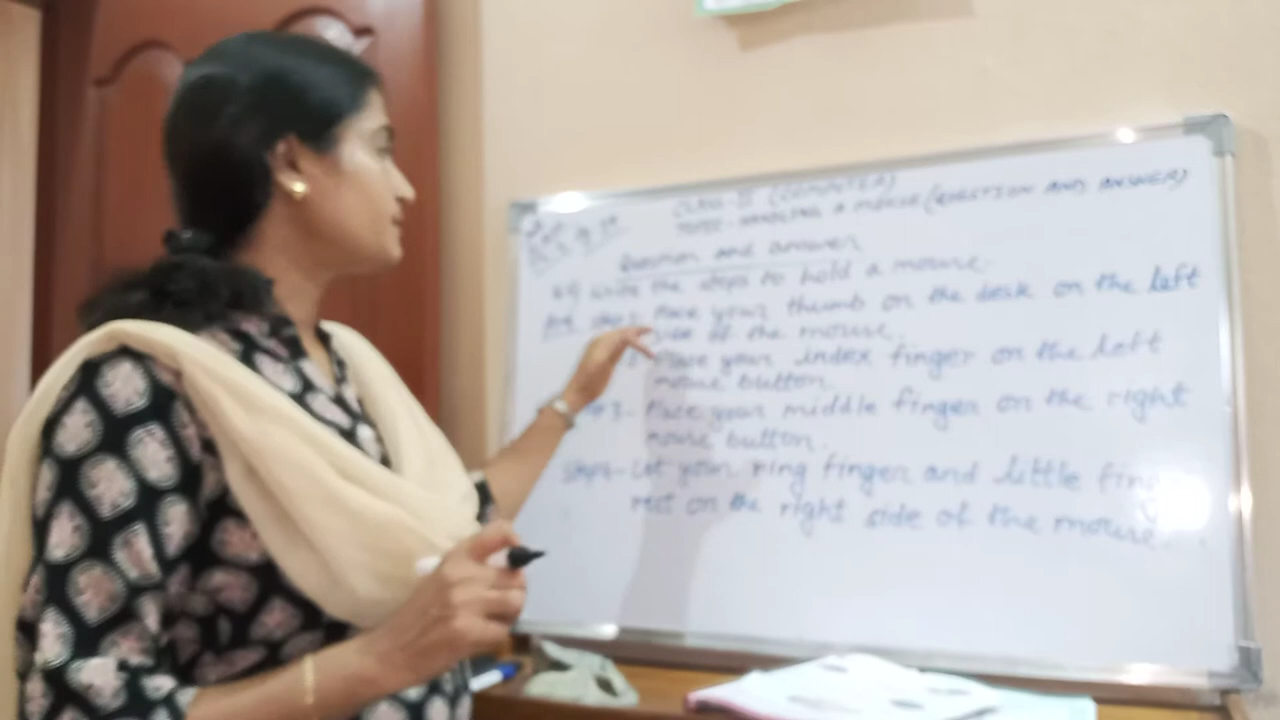 CLASS-II (COMPUTER)
TOPIC-HANDLING A MOUSE (QUESTION AND ANSWER)
Question and answer
Write the steps to hold a mouse.
Place your thumb on the desk on the left
side of the mouse.
Place your index finger on the left
mouse button.
Place your middle finger on the right
mouse button.
Step4- Let your ring finger and little
rest on the right side of the mouse.